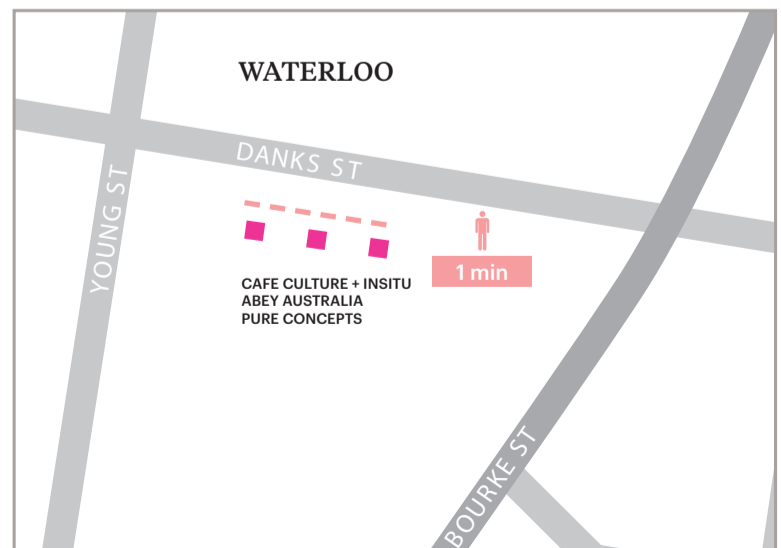 WATERLOO
DANKS ST
YOUNG ST
1 min
CAFE CULTURE + INSITU
ABEY AUSTRALIA
PURE CONCEPTS
BOURKE ST